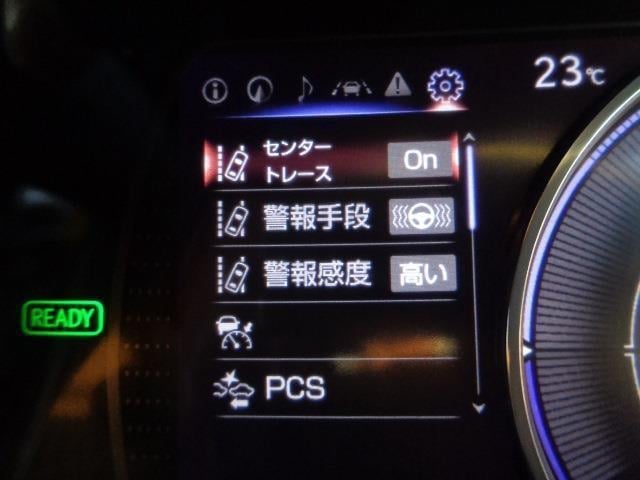 23℃
センター
トレース
On
警報手段
警報感度
高い
READY
PCS